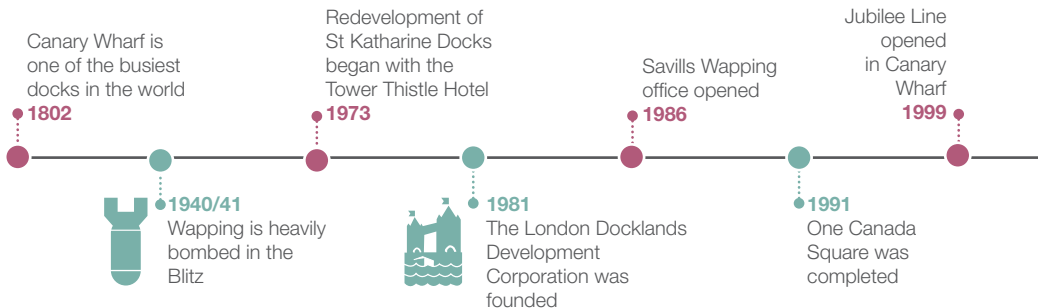 Canary Wharf is
one of the busiest
docks in the world
1802
1940/41
Wapping is heavily
bombed in the
Blitz
Redevelopment of
St Katharine Docks
began with the
Tower Thistle Hotel
1973
1981
The London Docklands
Development
Corporation was
founded
Savills Wapping
office opened
1986
1991
One Canada
Square was
completed
Jubilee Line
opened
in Canary
Wharf
1999